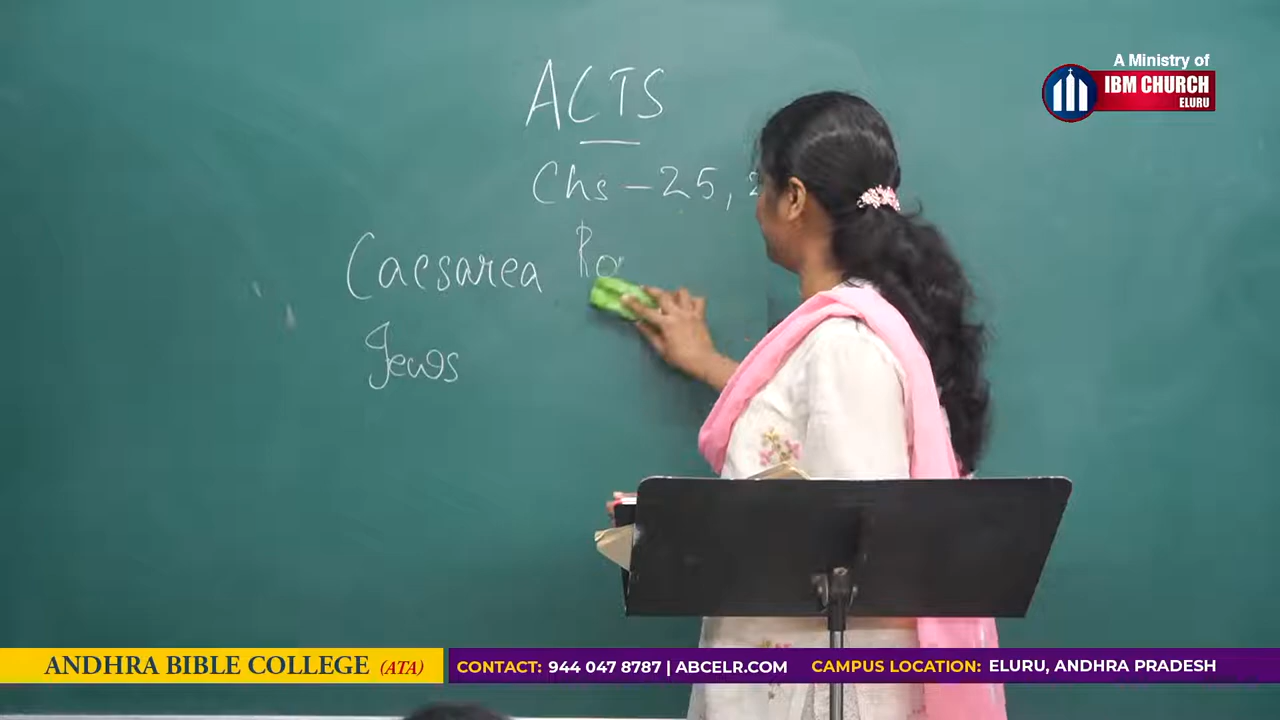 A Ministry of
IBM CHURCH
ELURU
ACTS
Chs - 25,
Caesarea
Jews
ANDHRA BIBLE COLLEGE (ATA)
CONTACT: 944 047 8787 | ABCELR.COM CAMPUS LOCATION: ELURU, ANDHRA PRADESH